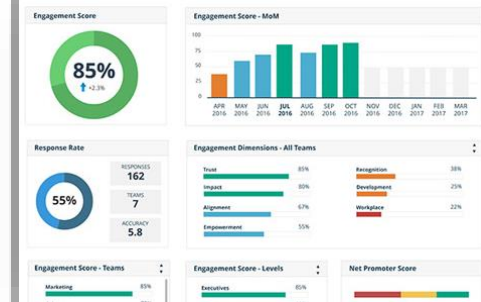 Engagement Score
85%
+2.3%
Engagement Score - MoM
100
75
50
25
0
APR 2016
MAY 2016
JUN 2016
JUL 2016
AUG 2016
SEP 2016
OCT 2016
NOV 2016
DEC 2016
JAN 2017
FEB 2017
MAR 2017
Response Rate
55%
RESPONSES
162
TEAMS
7
ACCURACY
5.8
Engagement Dimensions - All Teams
Trust 85%
Impact 80%
Alignment 67%
Empowerment 55%
Recognition 38%
Development 25%
Workplace 22%
Engagement Score - Teams
Marketing 85%
Engagement Score - Levels
Executives 85%
Net Promoter Score